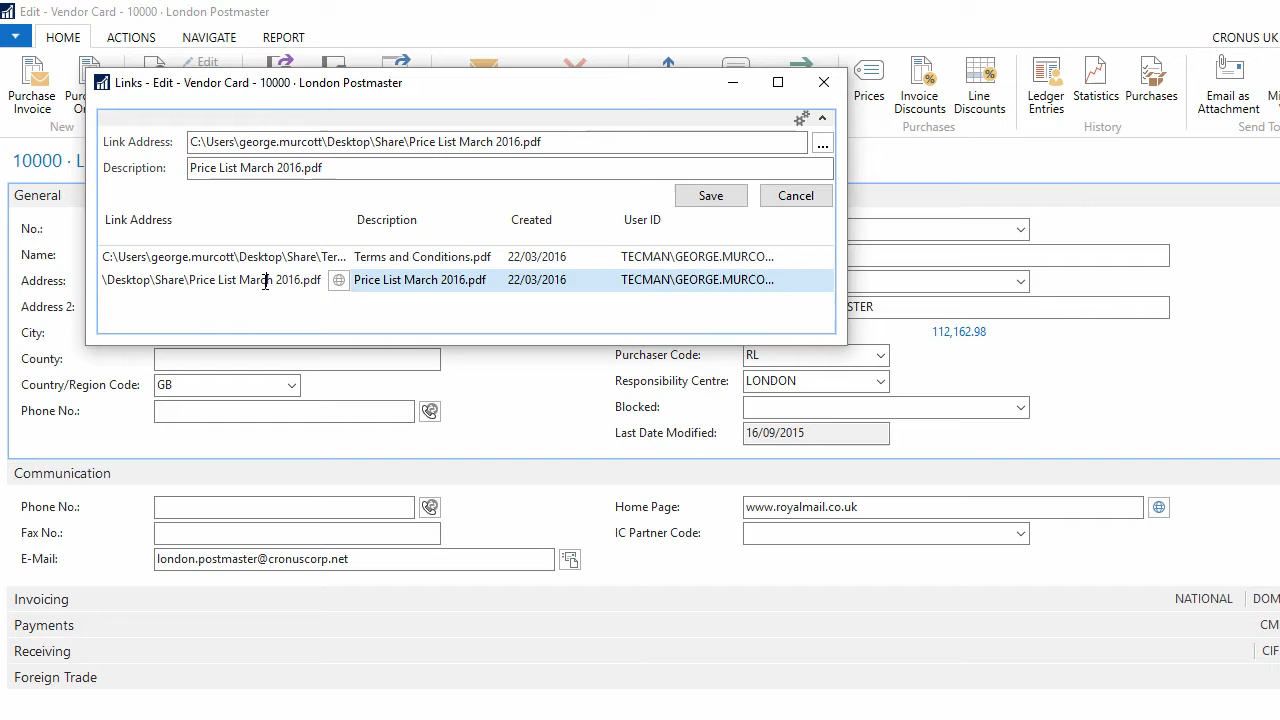 Edit - Vendor Card - 10000 · London Postmaster
HOME ACTIONS NAVIGATE REPORT CRONUS UK
Edit
Purchase Invoice
Prices
Invoice Discounts
Line Discounts
Ledger Entries
Statistics
Purchases
Email as Attachment
New Purchases History Send To
Links - Edit - Vendor Card - 10000 · London Postmaster
Link Address: C:\Users\george.murcott\Desktop\Share\Price List March 2016.pdf ...
Description: Price List March 2016.pdf
Save Cancel
Link Address Description Created User ID
C:\Users\george.murcott\Desktop\Share\Ter... Terms and Conditions.pdf 22/03/2016 TECMAN\GEORGE.MURCO...
\Desktop\Share\Price List March 2016.pdf Price List March 2016.pdf 22/03/2016 TECMAN\GEORGE.MURCO...
10000 · L
General
No.:
Name:
Address:
Address 2:
City: 112,162.98
County: Purchaser Code: RL
Country/Region Code: GB Responsibility Centre: LONDON
Phone No.: Blocked:
Last Date Modified: 16/09/2015
Communication
Phone No.: Home Page: www.royalmail.co.uk
Fax No.: IC Partner Code:
E-Mail: london.postmaster@cronuscorp.net
Invoicing NATIONAL DOM
Payments CM
Receiving CIF
Foreign Trade